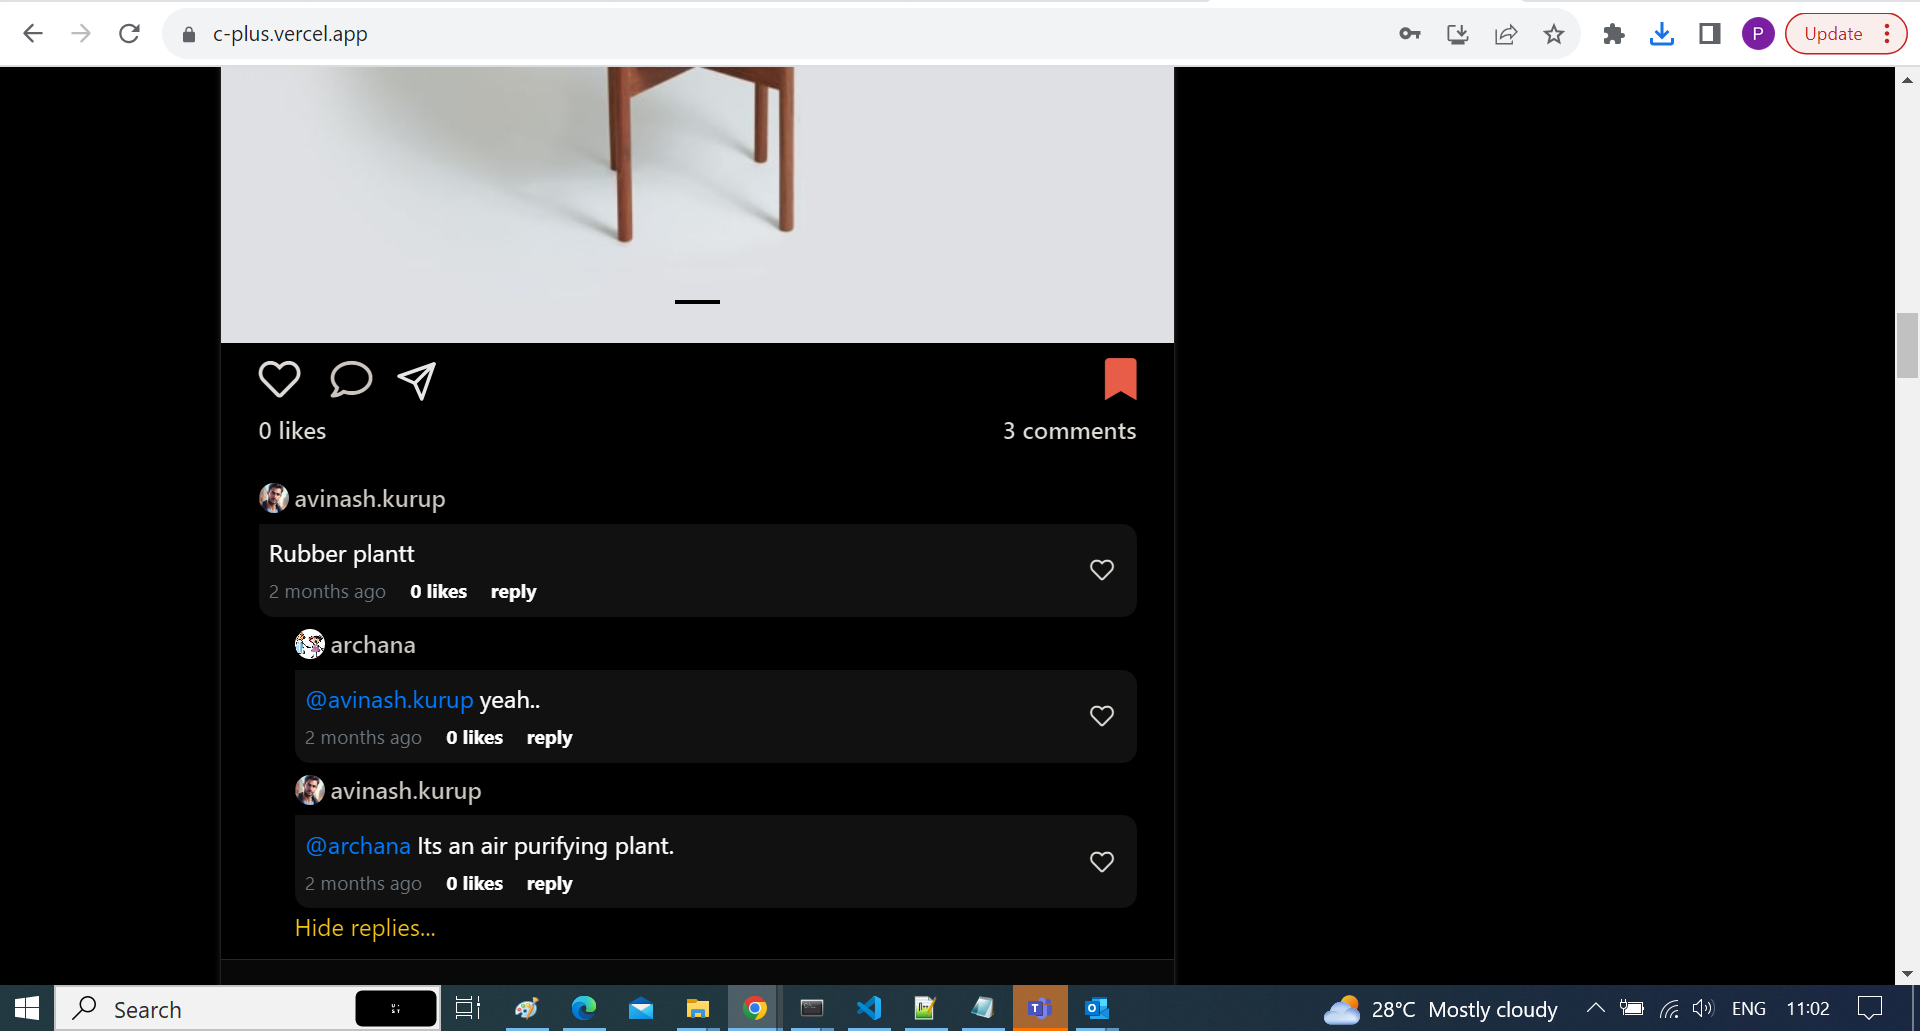 c-plus.vercel.app
P
Update
0 likes
3 comments
avinash.kurup
Rubber plantt
2 months ago 0 likes reply
archana
@avinash.kurup yeah..
2 months ago 0 likes reply
avinash.kurup
@archana Its an air purifying plant.
2 months ago 0 likes reply
Hide replies...
Search
28°C Mostly cloudy
ENG
11:02